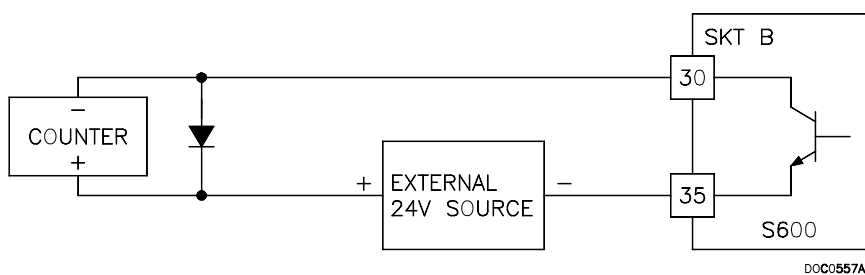 SKT B
30
−
COUNTER
+
+ EXTERNAL −
24V SOURCE
35
S600
DOC0557A